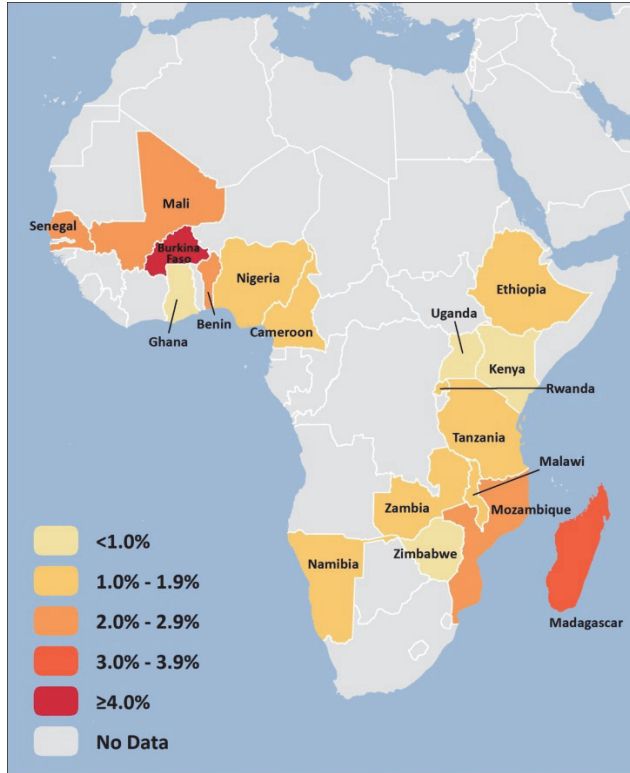 Mali
Senegal
Burkina
Faso
Nigeria
Ethiopia
Uganda
Benin
Cameroon
Ghana
Kenya
Rwanda
Tanzania
Malawi
Zambia
Mozambique
Zimbabwe
Namibia
Madagascar
<1.0%
1.0% - 1.9%
2.0% - 2.9%
3.0% - 3.9%
≥4.0%
No Data